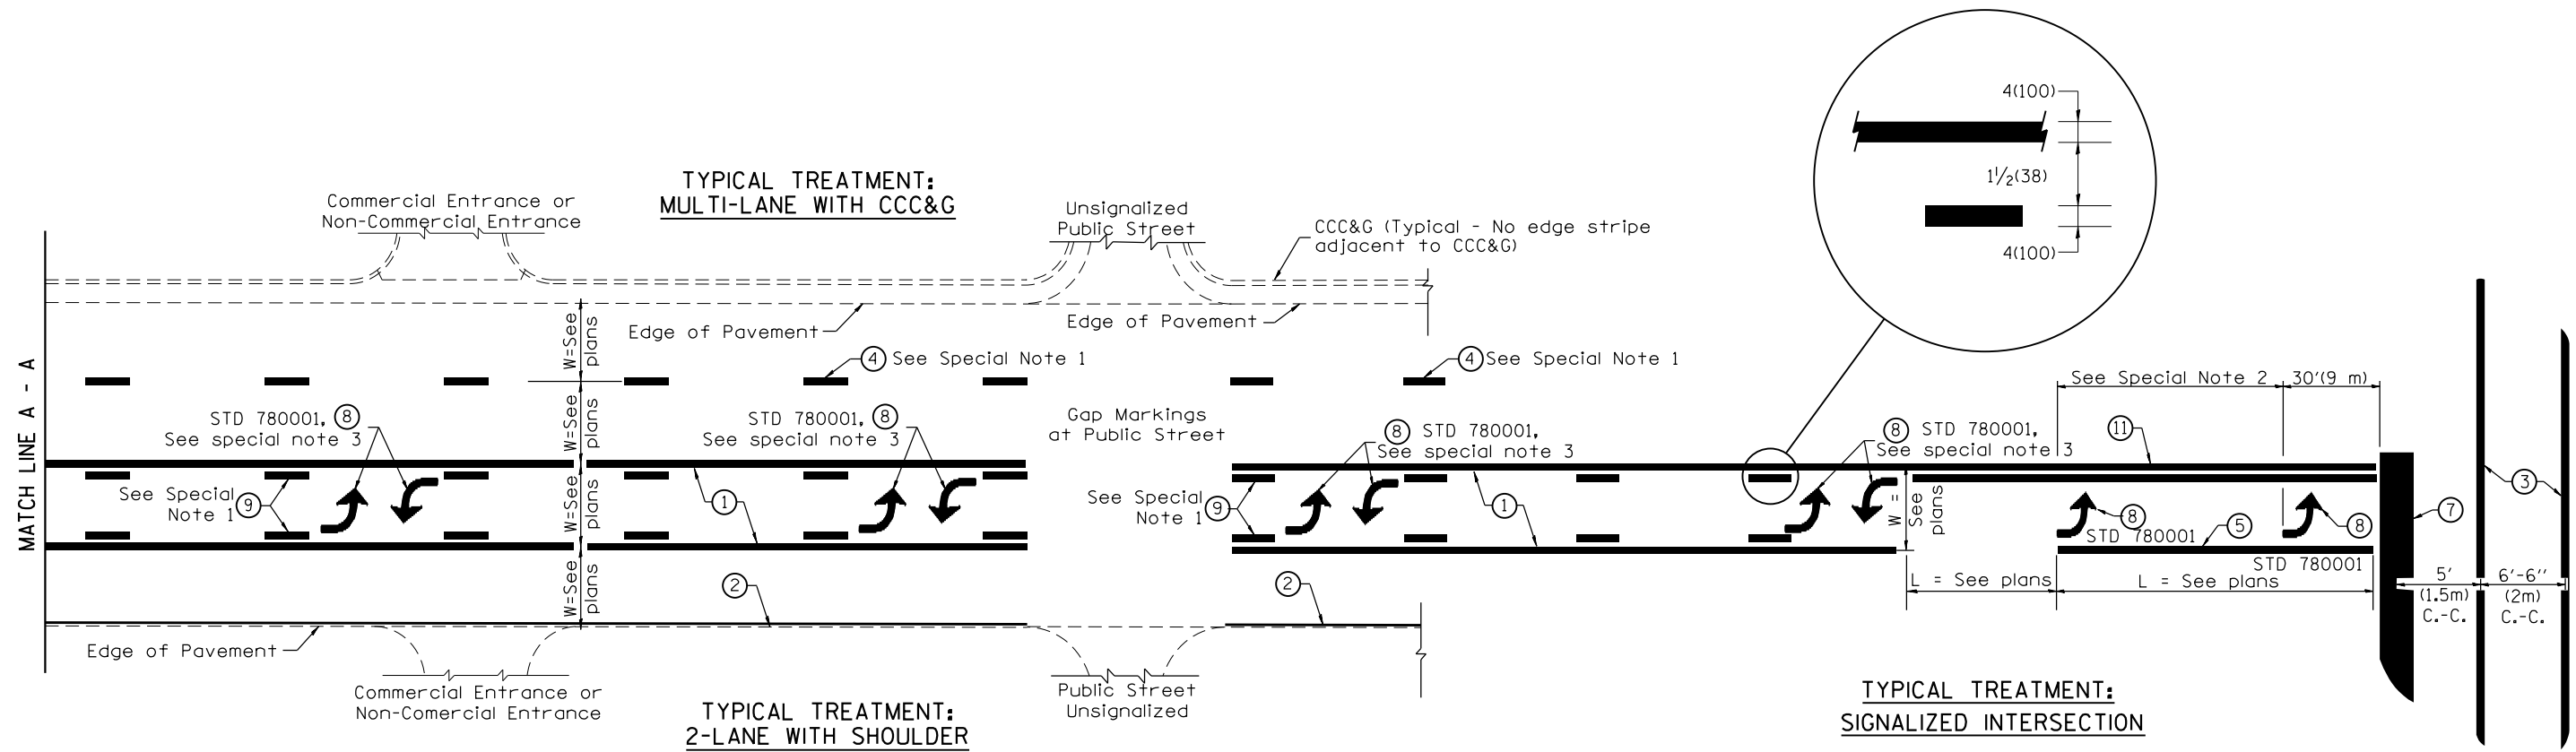 4(100)
1½(38)
4(100)
TYPICAL TREATMENT:
MULTI-LANE WITH CCC&G
Commercial Entrance or
Non-Commercial Entrance
Unsignalized
Public Street
CCC&G (Typical - No edge stripe
adjacent to CCC&G)
Edge of Pavement
Edge of Pavement
W=See
plans
4 See Special Note 1
4 See Special Note 1
MATCH LINE A - A
STD 780001, 8
See special note 3
W=See
plans
STD 780001, 8
See special note 3
Gap Markings
at Public Street
8 STD 780001,
See special note 3
8 STD 780001,
See special note 3
See Special Note 2
30'(9 m)
11
See Special
Note 1
9
W=See
plans
1
See Special
Note 1
9
1
W =
See
plans
8
STD 780001
5
8
STD 780001
7
3
W=See
plans
2
2
L = See plans
L = See plans
5'
(1.5m)
C.-C.
6'-6''
(2m)
C.-C.
Edge of Pavement
Commercial Entrance or
Non-Comercial Entrance
Public Street
Unsignalized
TYPICAL TREATMENT:
2-LANE WITH SHOULDER
TYPICAL TREATMENT:
SIGNALIZED INTERSECTION